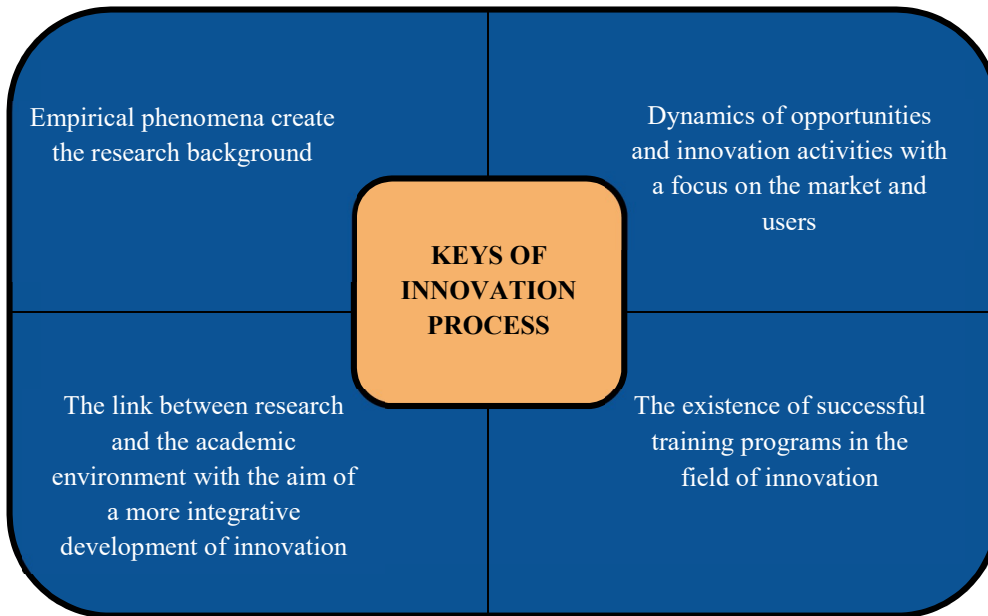 Empirical phenomena create
the research background
Dynamics of opportunities
and innovation activities with
a focus on the market and
users
KEYS OF
INNOVATION
PROCESS
The link between research
and the academic
environment with the aim of
a more integrative
development of innovation
The existence of successful
training programs in the
field of innovation